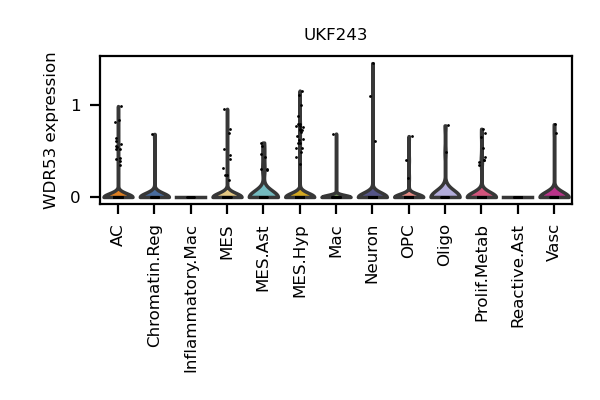 UKF243
WDR53 expression
1
0
AC
Chromatin.Reg
Inflammatory.Mac
MES
MES.Ast
MES.Hyp
Mac
Neuron
OPC
Oligo
Prolif.Metab
Reactive.Ast
Vasc